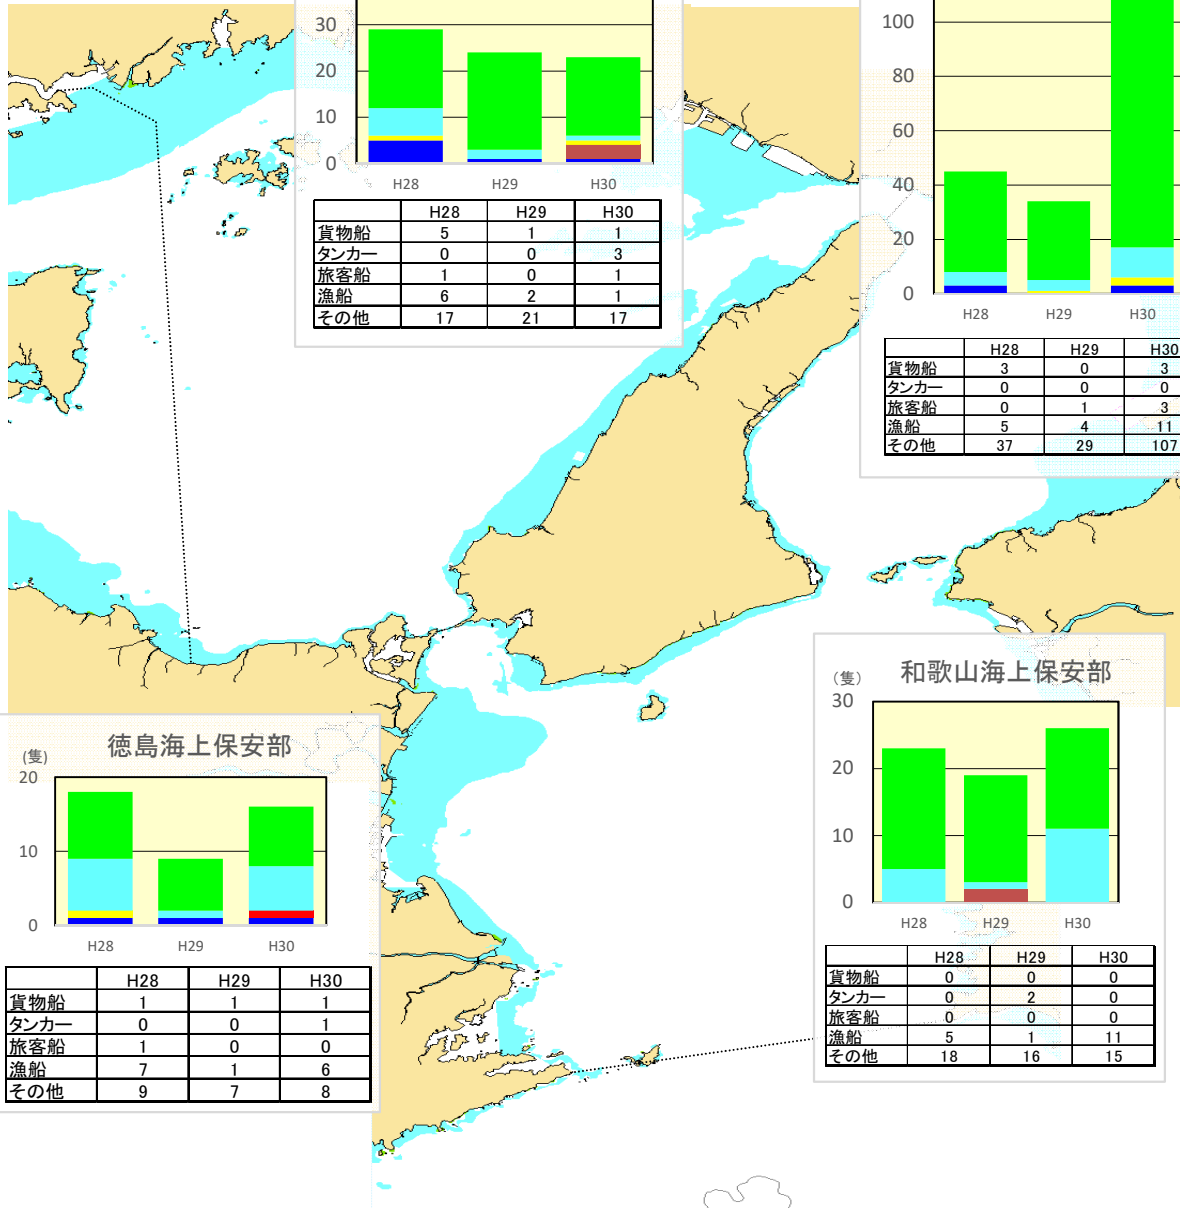 30
20
10
0
H28 H29 H30
H28 H29 H30
貨物船 5 1 1
タンカー 0 0 3
旅客船 1 0 1
漁船 6 2 1
その他 17 21 17
100
80
60
40
20
0
H28 H29 H30
H28 H29 H30
貨物船 3 0 3
タンカー 0 0 0
旅客船 0 1 3
漁船 5 4 11
その他 37 29 107
徳島海上保安部
(隻)
20
10
0
H28 H29 H30
H28 H29 H30
貨物船 1 1 1
タンカー 0 0 1
旅客船 1 0 0
漁船 7 1 6
その他 9 7 8
和歌山海上保安部
(隻)
30
20
10
0
H28 H29 H30
H28 H29 H30
貨物船 0 0 0
タンカー 0 2 0
旅客船 0 0 0
漁船 5 1 11
その他 18 16 15